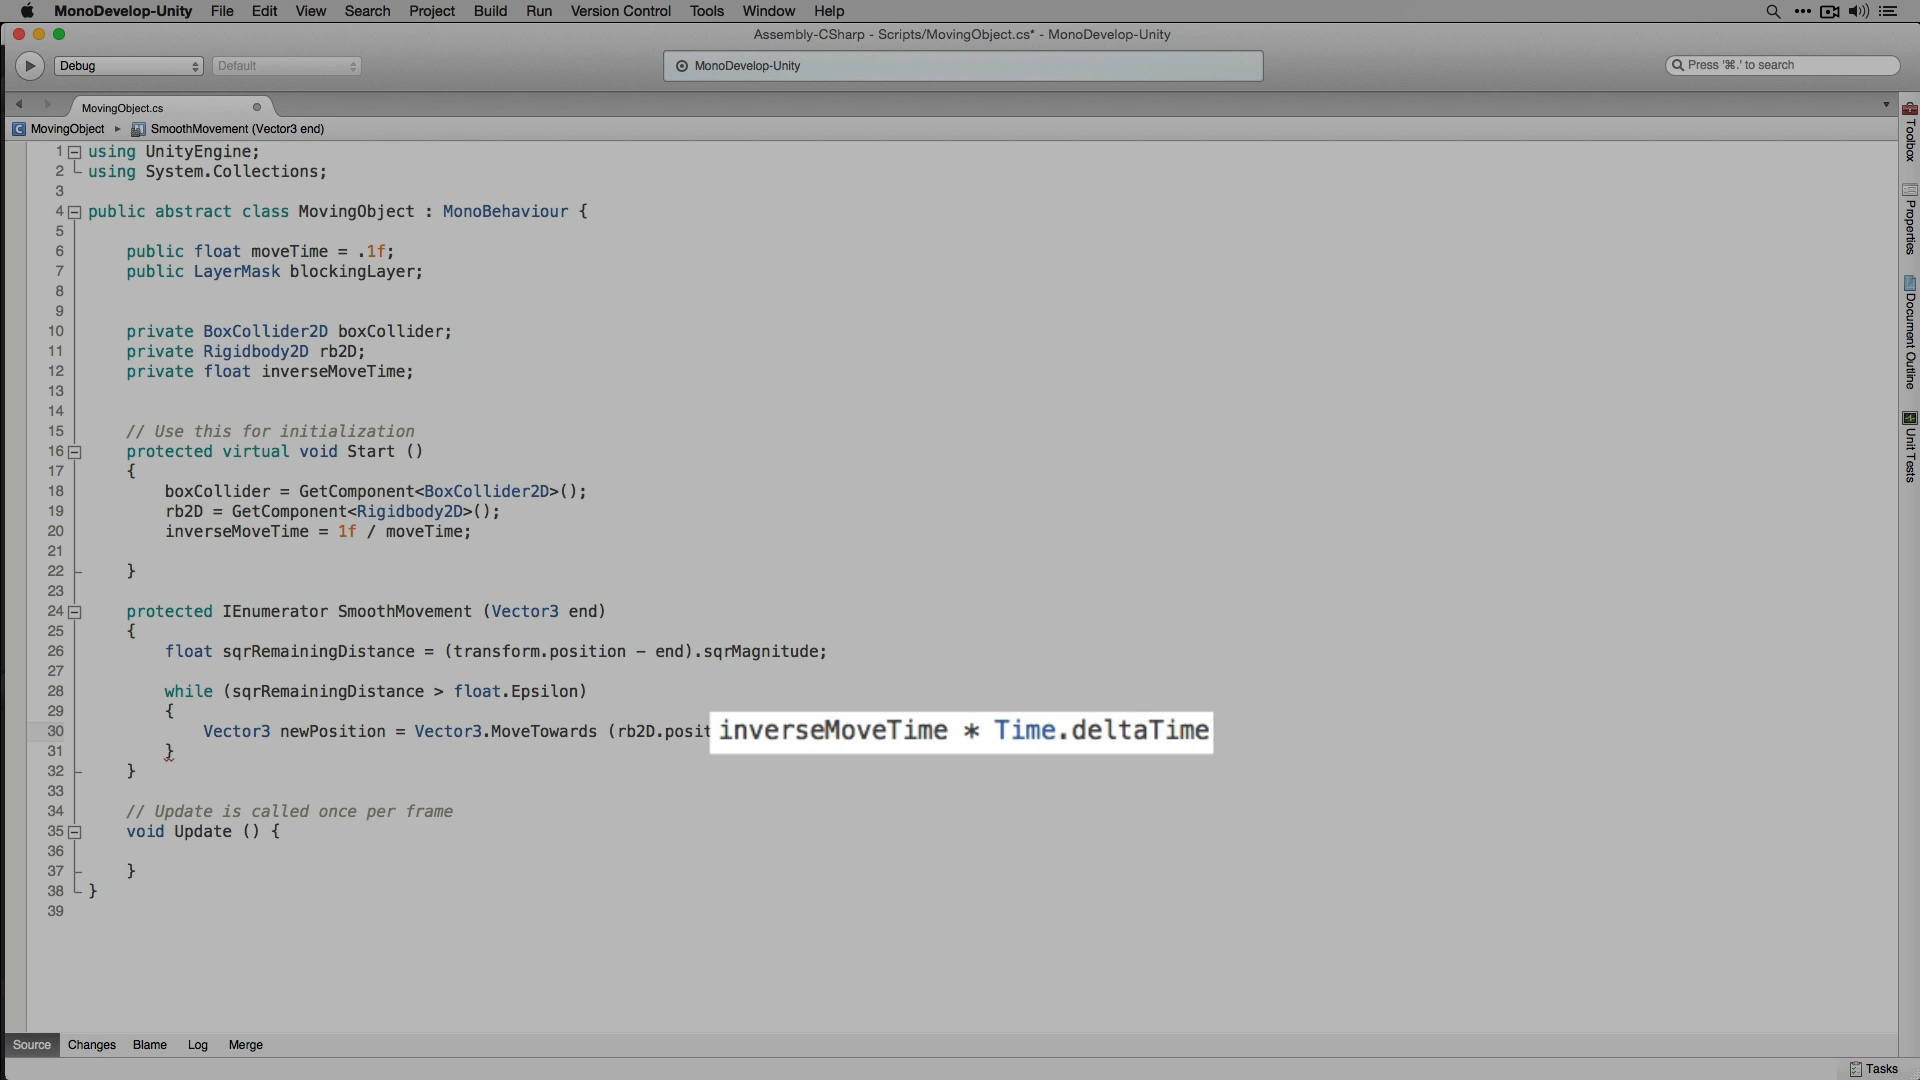 MonoDevelop-Unity File Edit View Search Project Build Run Version Control Tools Window Help
Assembly-CSharp - Scripts/MovingObject.cs* - MonoDevelop-Unity
Debug Default MonoDevelop-Unity Press '⌘.' to search
MovingObject.cs
MovingObject SmoothMovement (Vector3 end)
1 using UnityEngine;
2 using System.Collections;
3
4 public abstract class MovingObject : MonoBehaviour {
5
6 public float moveTime = .1f;
7 public LayerMask blockingLayer;
8
9
10 private BoxCollider2D boxCollider;
11 private Rigidbody2D rb2D;
12 private float inverseMoveTime;
13
14
15 // Use this for initialization
16 protected virtual void Start ()
17 {
18 boxCollider = GetComponent<BoxCollider2D>();
19 rb2D = GetComponent<Rigidbody2D>();
20 inverseMoveTime = 1f / moveTime;
21
22 }
23
24 protected IEnumerator SmoothMovement (Vector3 end)
25 {
26 float sqrRemainingDistance = (transform.position - end).sqrMagnitude;
27
28 while (sqrRemainingDistance > float.Epsilon)
29 {
30 Vector3 newPosition = Vector3.MoveTowards (rb2D.posit inverseMoveTime * Time.deltaTime
31 }
32 }
33
34 // Update is called once per frame
35 void Update () {
36
37 }
38 }
39
Toolbox
Properties
Document Outline
Unit Tests
Source Changes Blame Log Merge
Tasks